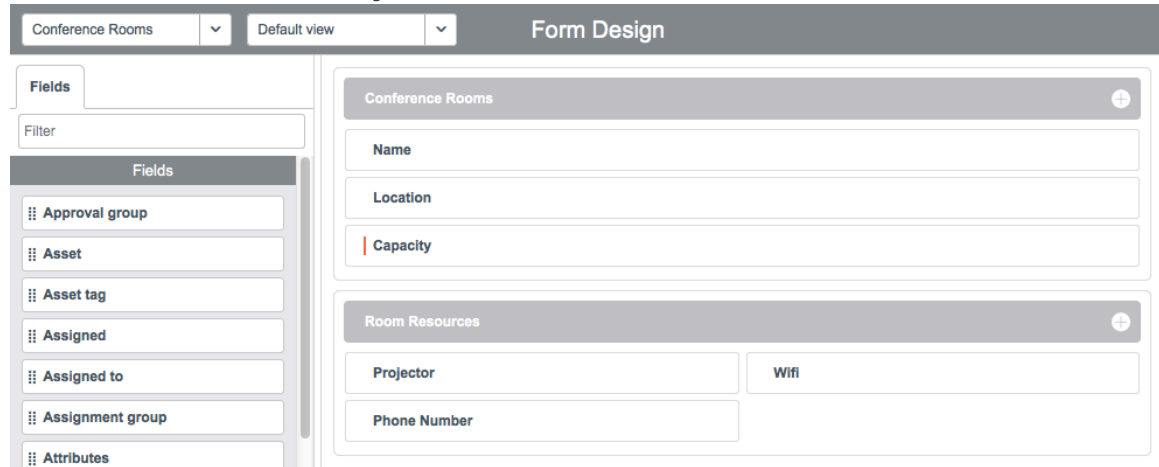 Conference Rooms Default view Form Design
Fields
Filter
Fields
Approval group
Asset
Asset tag
Assigned
Assigned to
Assignment group
Attributes
Conference Rooms
Name
Location
Capacity
Room Resources
Projector Wifi
Phone Number